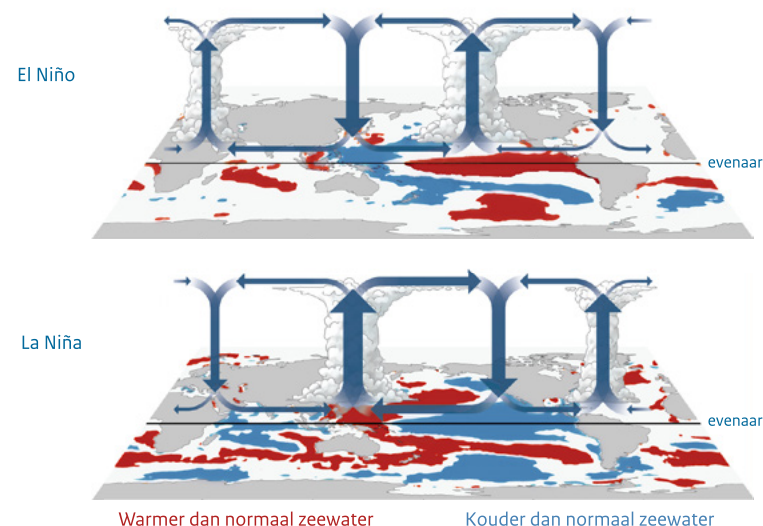 El Niño
evenaar
La Niña
evenaar
Warmer dan normaal zeewater
Kouder dan normaal zeewater